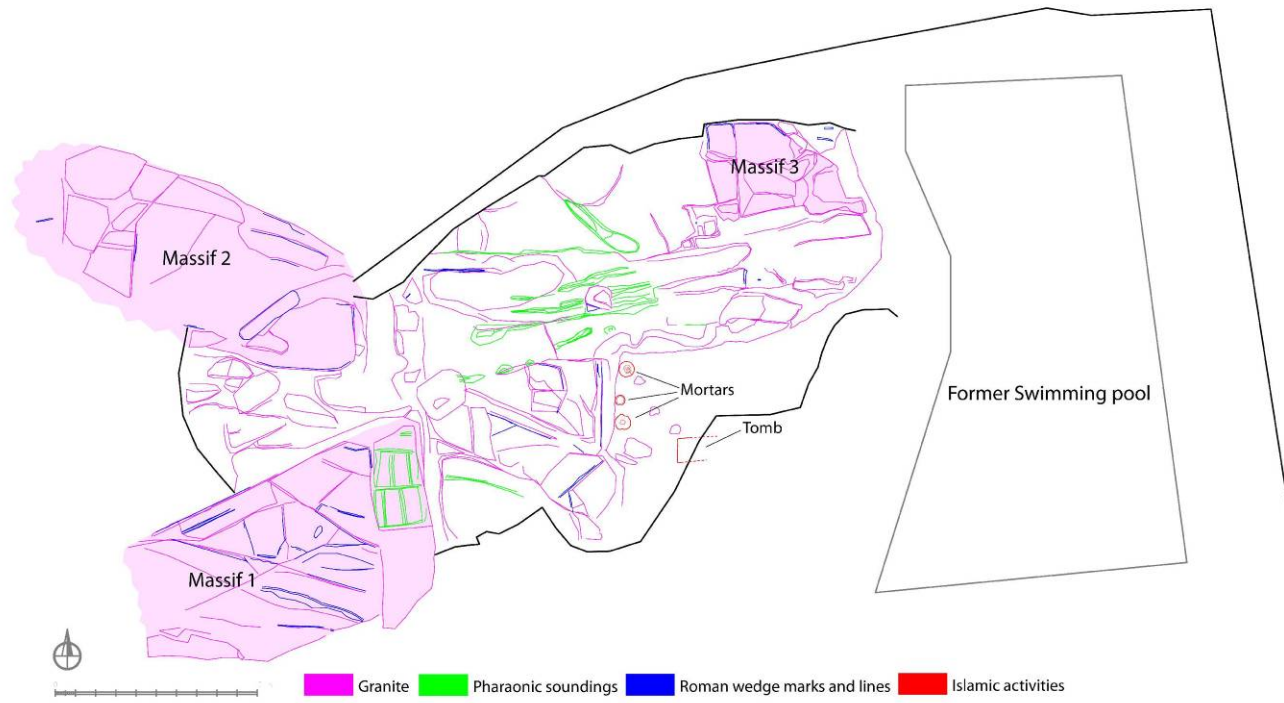 Massif 3
Massif 2
Mortars
Former Swimming pool
Tomb
Massif 1
Granite
Pharaonic soundings
Roman wedge marks and lines
Islamic activities